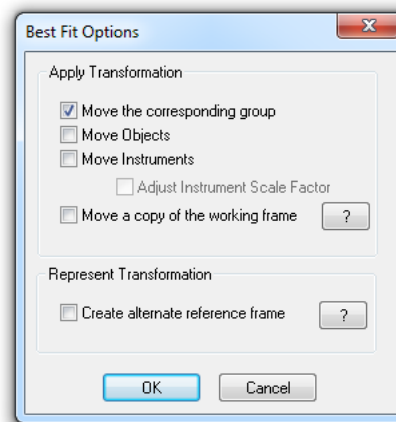 Best Fit Options
Apply Transformation
Move the corresponding group
Move Objects
Move Instruments
Adjust Instrument Scale Factor
Move a copy of the working frame ?
Represent Transformation
Create alternate reference frame ?
OK Cancel